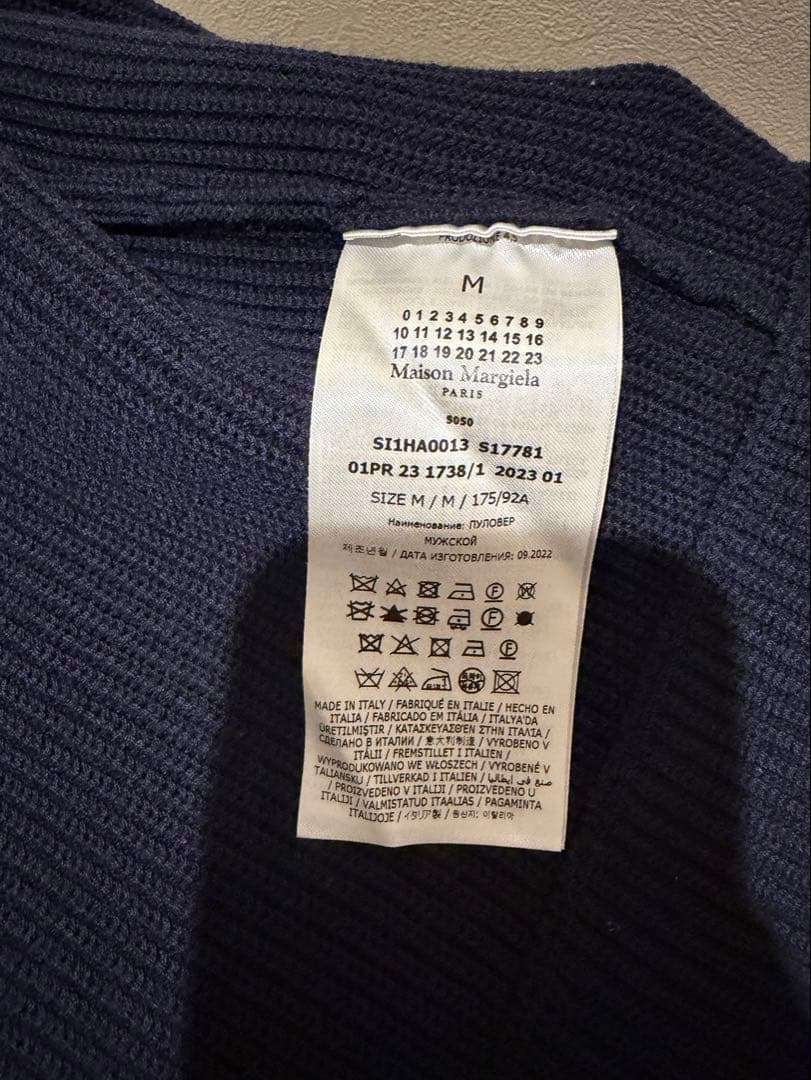 PRODUZIONE
M
0 1 2 3 4 5 6 7 8 9
10 11 12 13 14 15 16
17 18 19 20 21 22 23
Maison Margiela
PARIS
5050
SI1HA0013 S17781
01PR 23 1738/1 2023 01
SIZE M / M / 175/92A
Наименование: ПУЛОВЕР
МУЖСКОЙ
제조년월 / ДАТА ИЗГОТОВЛЕНИЯ: 09.2022
MADE IN ITALY / FABRIQUÉ EN ITALIE / HECHO EN
ITALIA / FABRICADO EM ITÁLIA / ITALYA'DA
ÜRETILMIŞTIR / ΚΑΤΑΣΚΕΥΑΣΘΕΝ ΣΤΗΝ ΙΤΑΛΙΑ /
СДЕЛАНО В ИТАЛИИ / 意大利制造 / VYROBENO V
ITÁLII / FREMSTILLET I ITALIEN /
WYPRODUKOWANO WE WŁOSZECH / VYROBENÉ V
TALIANSKU / TILLVERKAD I ITALIEN / صنع في ايطاليا
/ PROIZVEDENO V ITALIJI / PROIZVEDENO U
ITALIJI / VALMISTATUD ITAALIAS / PAGAMINTA
ITALIJOJE / イタリア製 / 원산지: 이탈리아